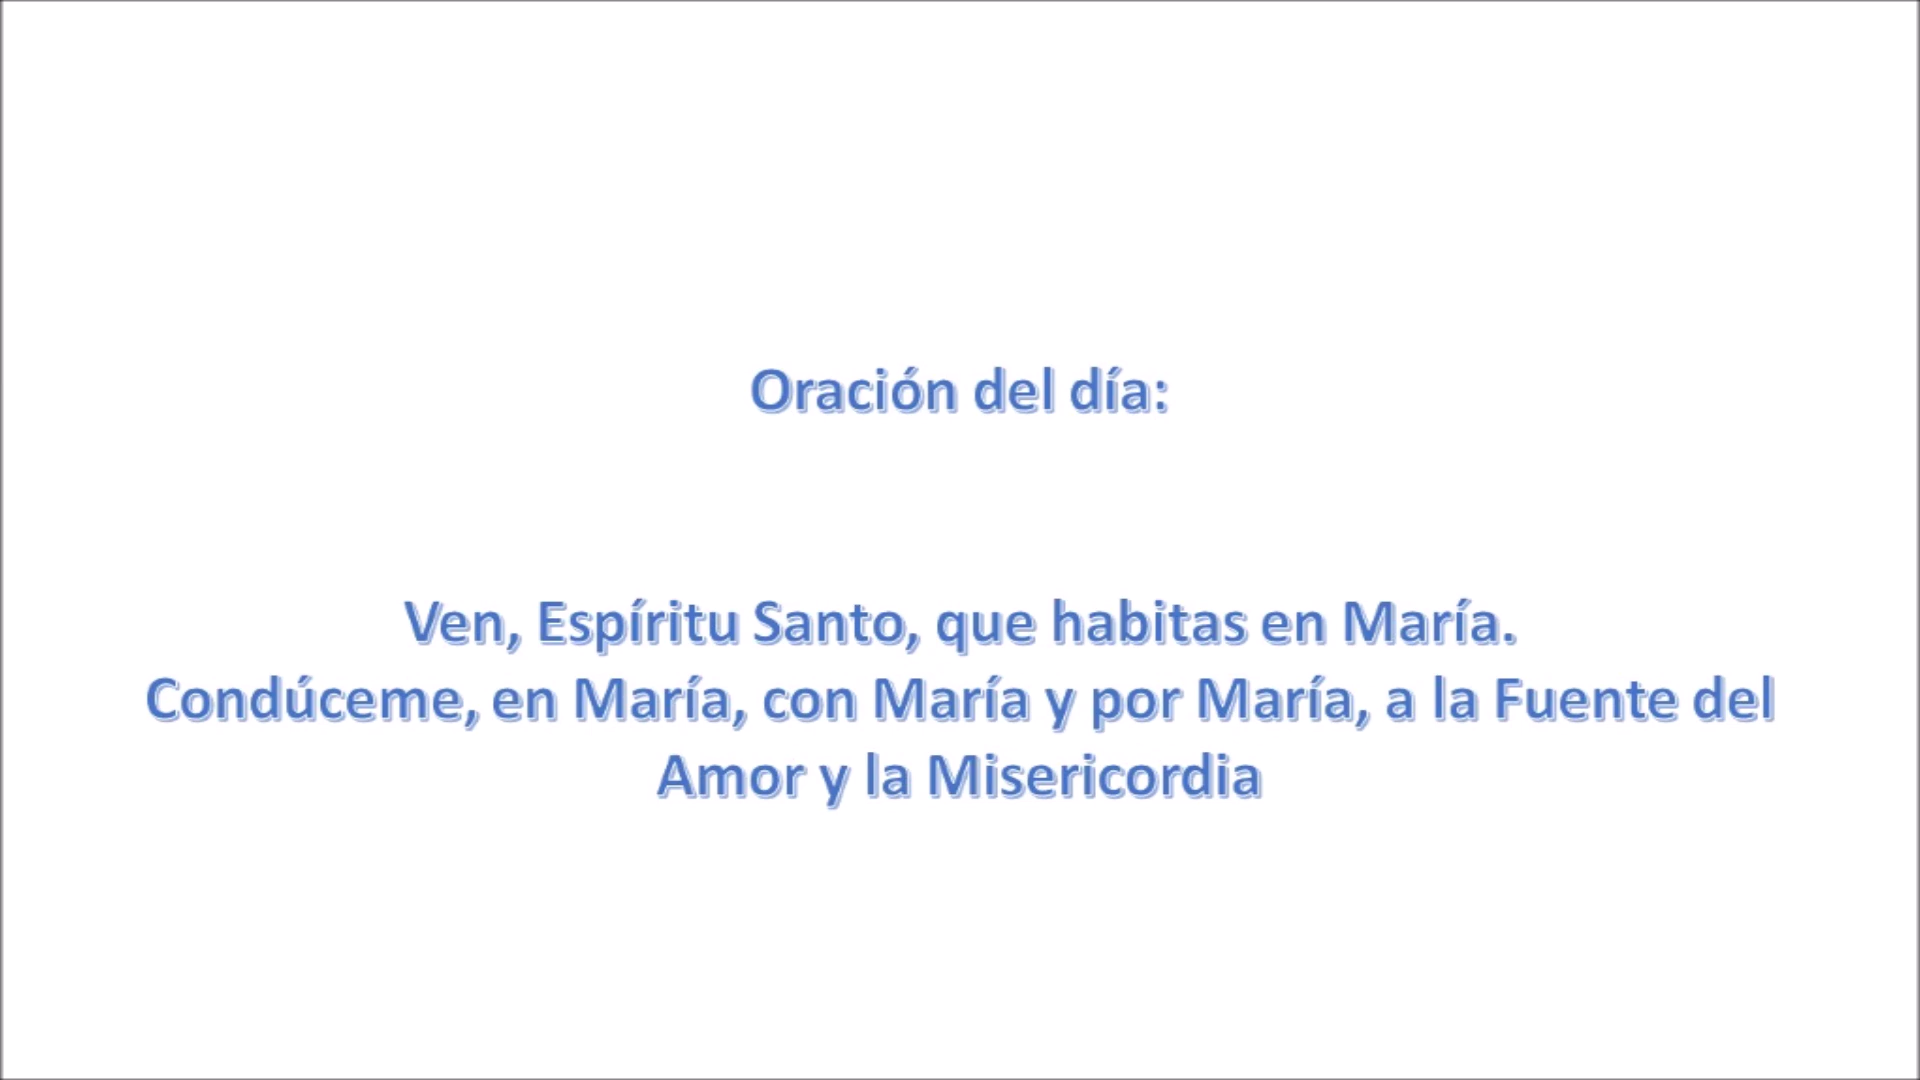 Oración del día:
Ven, Espíritu Santo, que habitas en María.
Condúceme, en María, con María y por María, a la Fuente del
Amor y la Misericordia